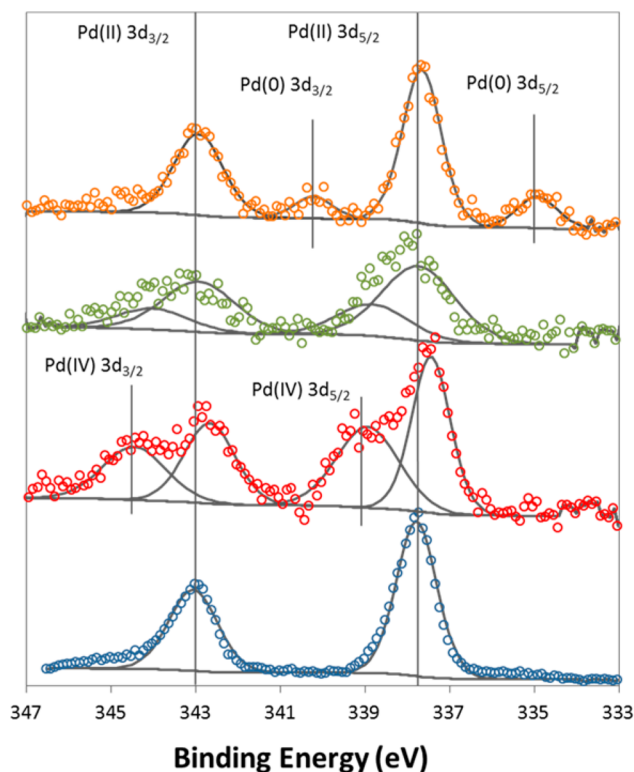 Pd(II) 3d₃/₂ Pd(II) 3d₅/₂
Pd(0) 3d₃/₂ Pd(0) 3d₅/₂
Pd(IV) 3d₃/₂ Pd(IV) 3d₅/₂
347 345 343 341 339 337 335 333
Binding Energy (eV)